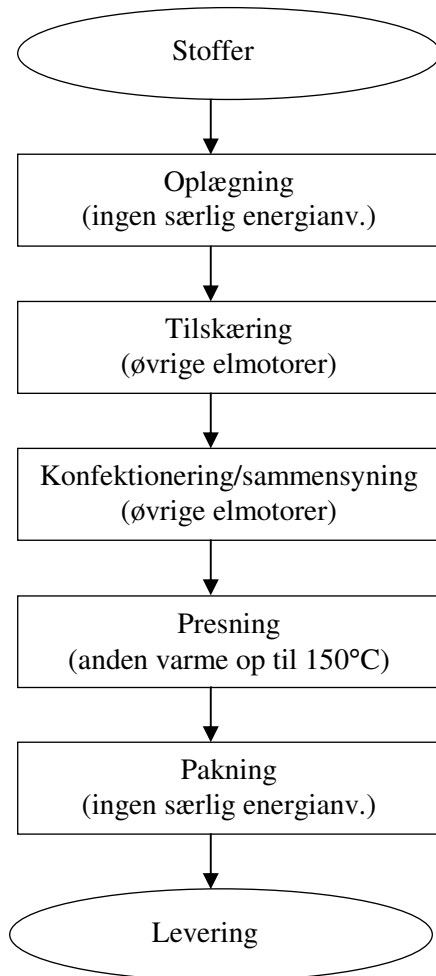 Stoffer
Oplægning
(ingen særlig energianv.)
Tilskæring
(øvrige elmotorer)
Konfektionering/sammensyning
(øvrige elmotorer)
Presning
(anden varme op til 150°C)
Pakning
(ingen særlig energianv.)
Levering